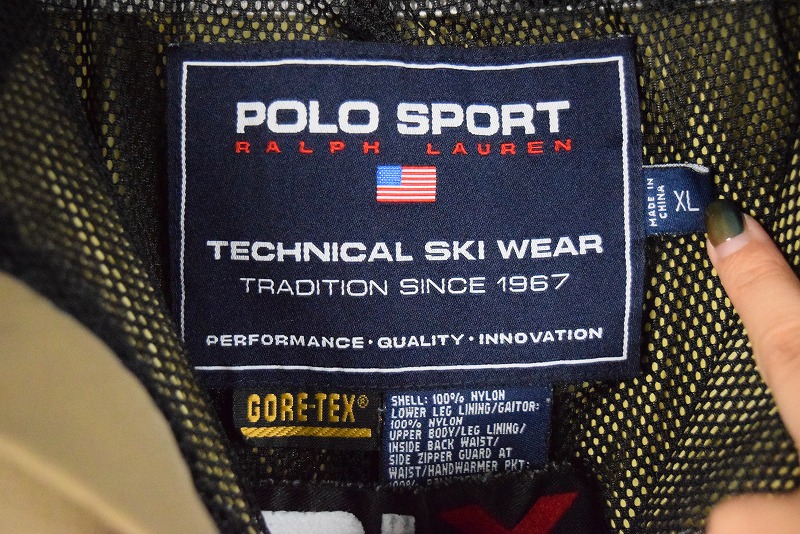 POLO SPORT
RALPH LAUREN
TECHNICAL SKI WEAR
TRADITION SINCE 1967
PERFORMANCE · QUALITY · INNOVATION
MADE IN
CHINA
XL
GORE-TEX®
SHELL: 100% NYLON
LOWER LEG LINING/GAITOR:
100% NYLON
UPPER BODY/LEG LINING/
INSIDE BACK WAIST/
SIDE ZIPPER GUARD AT
WAIST/HANDWARMER PKT: